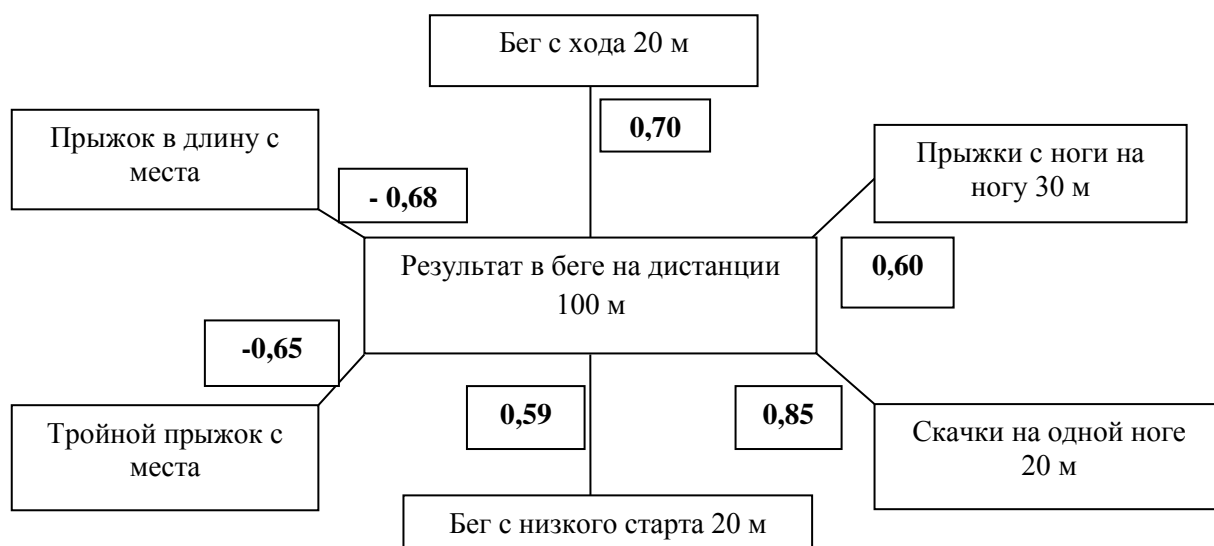 Бег с хода 20 м
0,70
Прыжок в длину с
места
Прыжки с ноги на
ногу 30 м
- 0,68
Результат в беге на дистанции
100 м
0,60
-0,65
0,59
0,85
Тройной прыжок с
места
Скачки на одной ноге
20 м
Бег с низкого старта 20 м